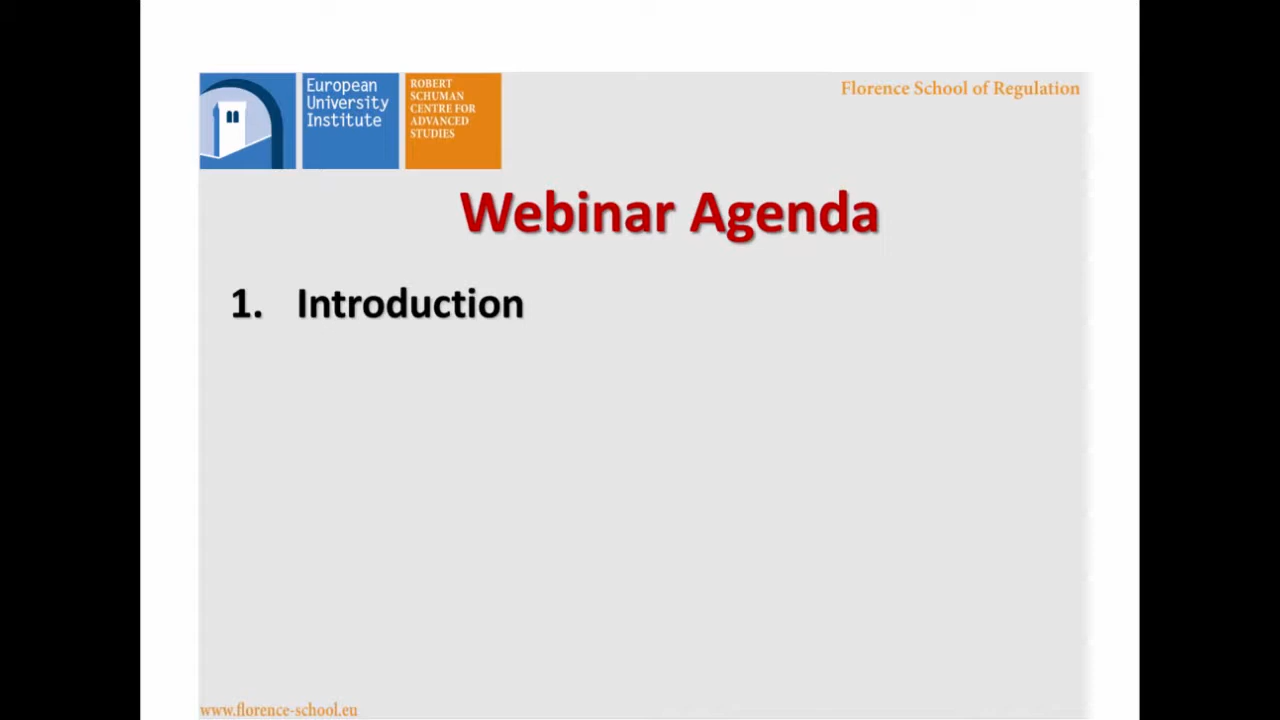 European
University
Institute
ROBERT
SCHUMAN
CENTRE FOR
ADVANCED
STUDIES
Florence School of Regulation
Webinar Agenda
1. Introduction
www.florence-school.eu